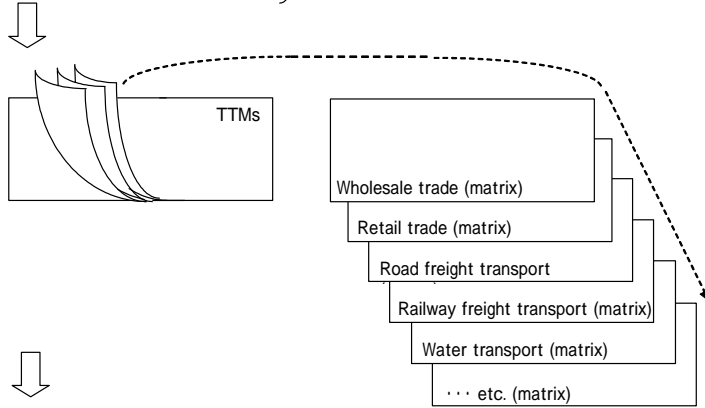 TTMs
Wholesale trade (matrix)
Retail trade (matrix)
Road freight transport
Railway freight transport (matrix)
Water transport (matrix)
··· etc. (matrix)